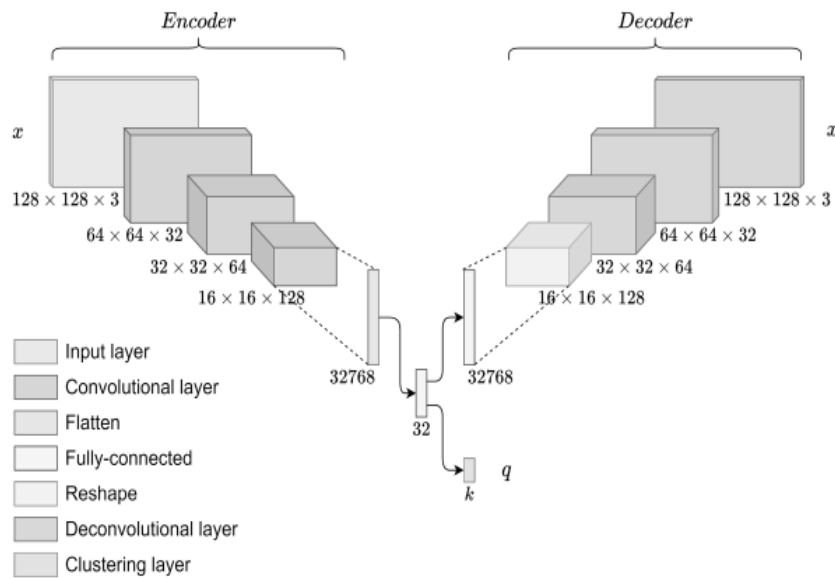 Encoder
Decoder
x
x
128 × 128 × 3
128 × 128 × 3
64 × 64 × 32
64 × 64 × 32
32 × 32 × 64
32 × 32 × 64
16 × 16 × 128
16 × 16 × 128
32768
32768
32
k
q
Input layer
Convolutional layer
Flatten
Fully-connected
Reshape
Deconvolutional layer
Clustering layer